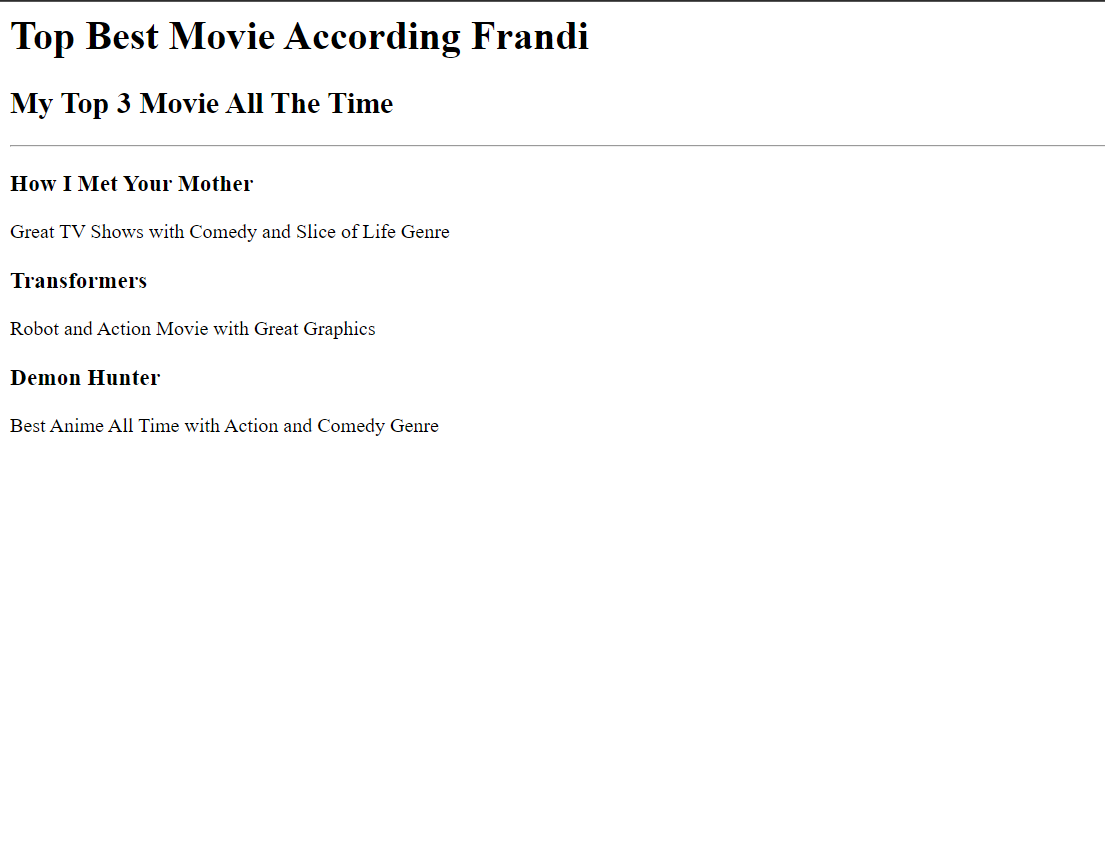 Top Best Movie According Frandi
My Top 3 Movie All The Time
How I Met Your Mother
Great TV Shows with Comedy and Slice of Life Genre
Transformers
Robot and Action Movie with Great Graphics
Demon Hunter
Best Anime All Time with Action and Comedy Genre